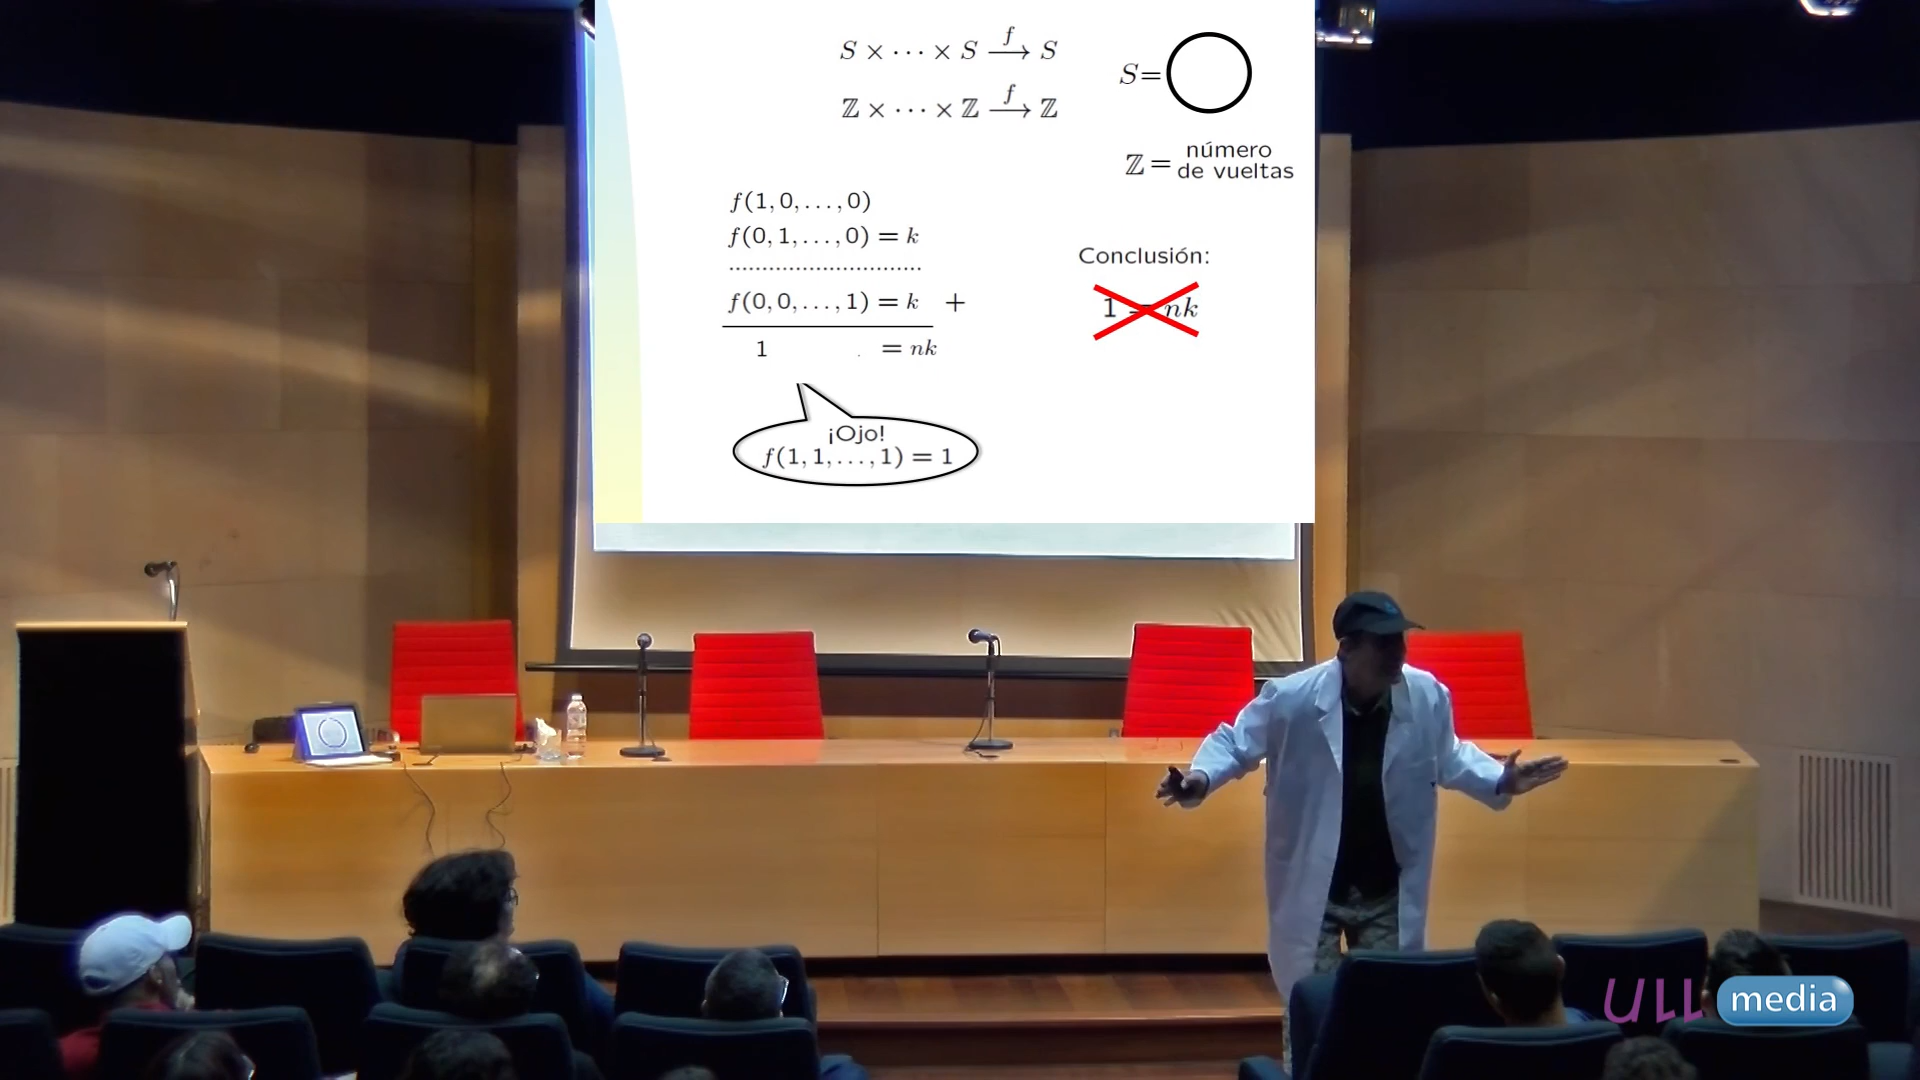 S × ⋯ × S —f→ S
ℤ × ⋯ × ℤ —f→ ℤ
S=
ℤ = número
de vueltas
f(1, 0, . . . , 0)
f(0, 1, . . . , 0) = k
..............................
f(0, 0, . . . , 1) = k +
1 = nk
¡Ojo!
f(1, 1, . . . , 1) = 1
Conclusión:
1 = nk
ULL media